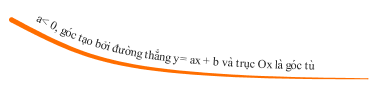 a< 0, góc tạo bởi đường thẳng y= ax + b và trục Ox là góc tù